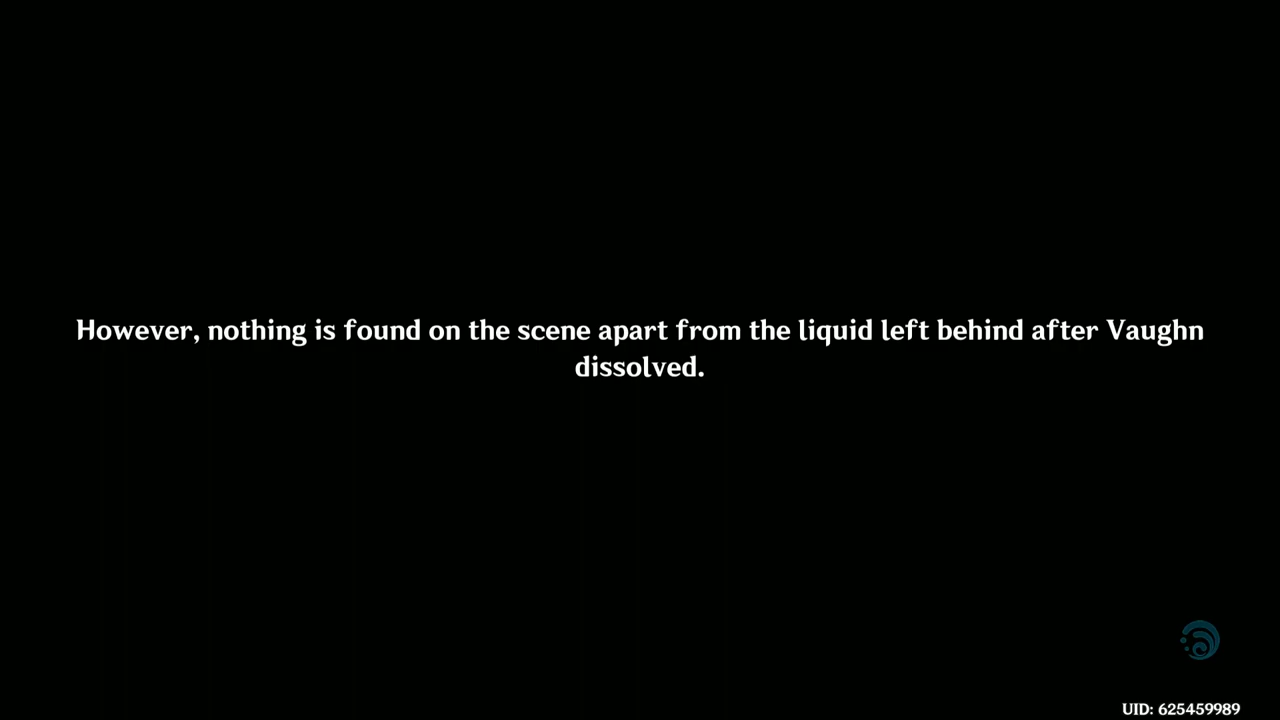 However, nothing is found on the scene apart from the liquid left behind after Vaughn
dissolved.
UID: 625459989